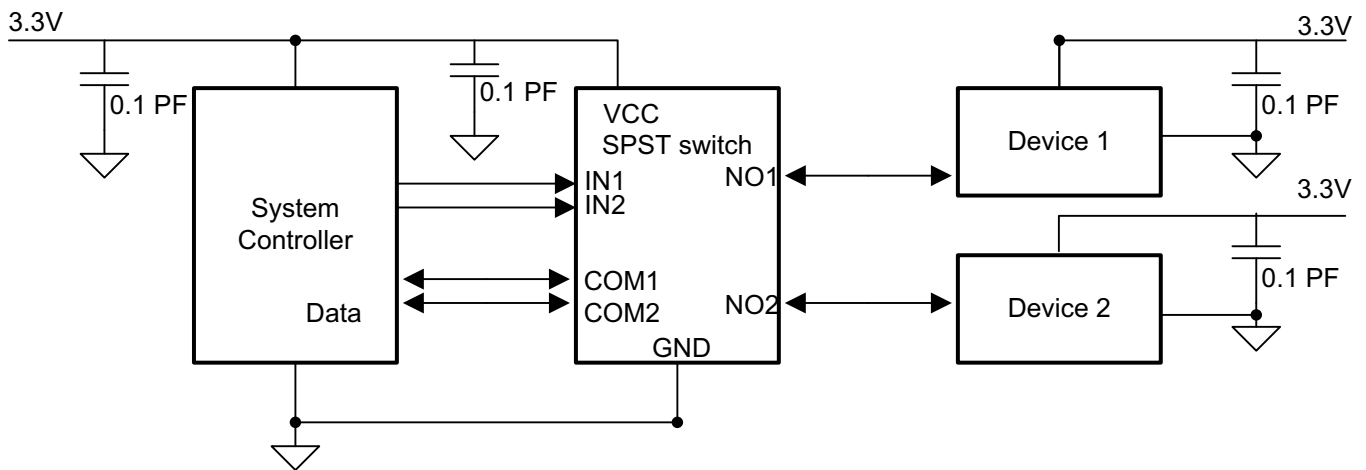 3.3V
3.3V
0.1 PF
0.1 PF
0.1 PF
VCC
SPST switch
Device 1
IN1
NO1
IN2
3.3V
System
Controller
COM1
0.1 PF
Data
COM2
NO2
Device 2
GND